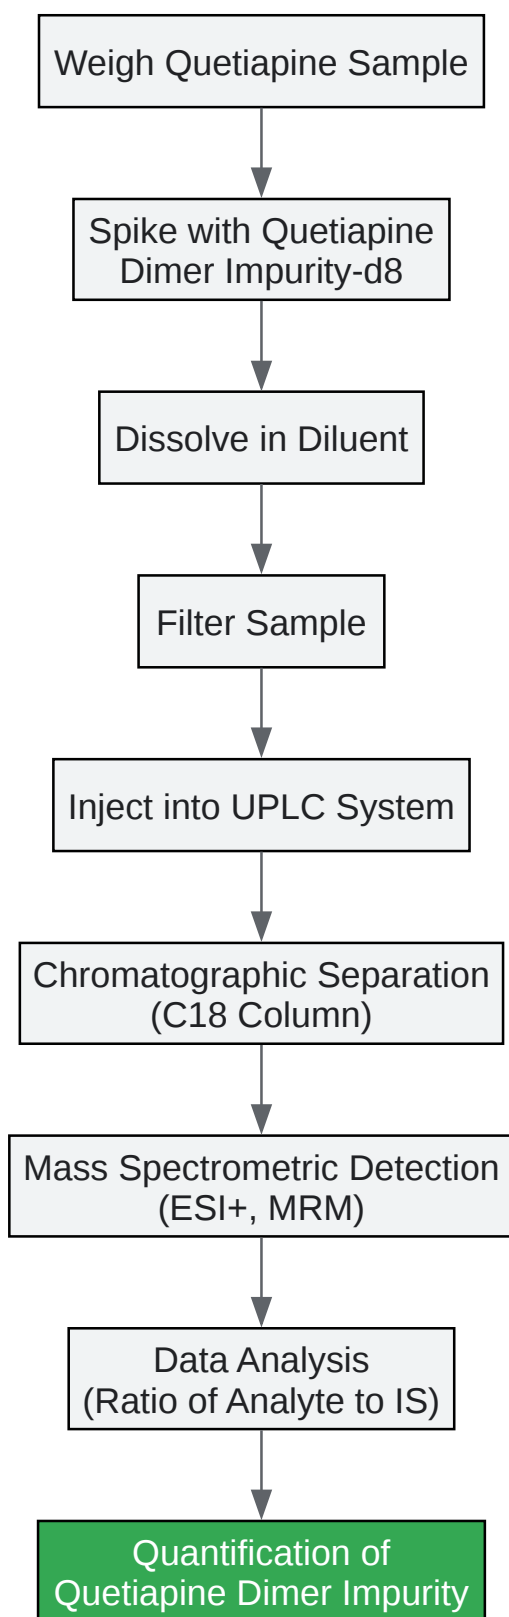 Weigh Quetiapine Sample
Spike with Quetiapine
Dimer Impurity-d8
Dissolve in Diluent
Filter Sample
Inject into UPLC System
Chromatographic Separation
(C18 Column)
Mass Spectrometric Detection
(ESI+, MRM)
Data Analysis
(Ratio of Analyte to IS)
Quantification of
Quetiapine Dimer Impurity